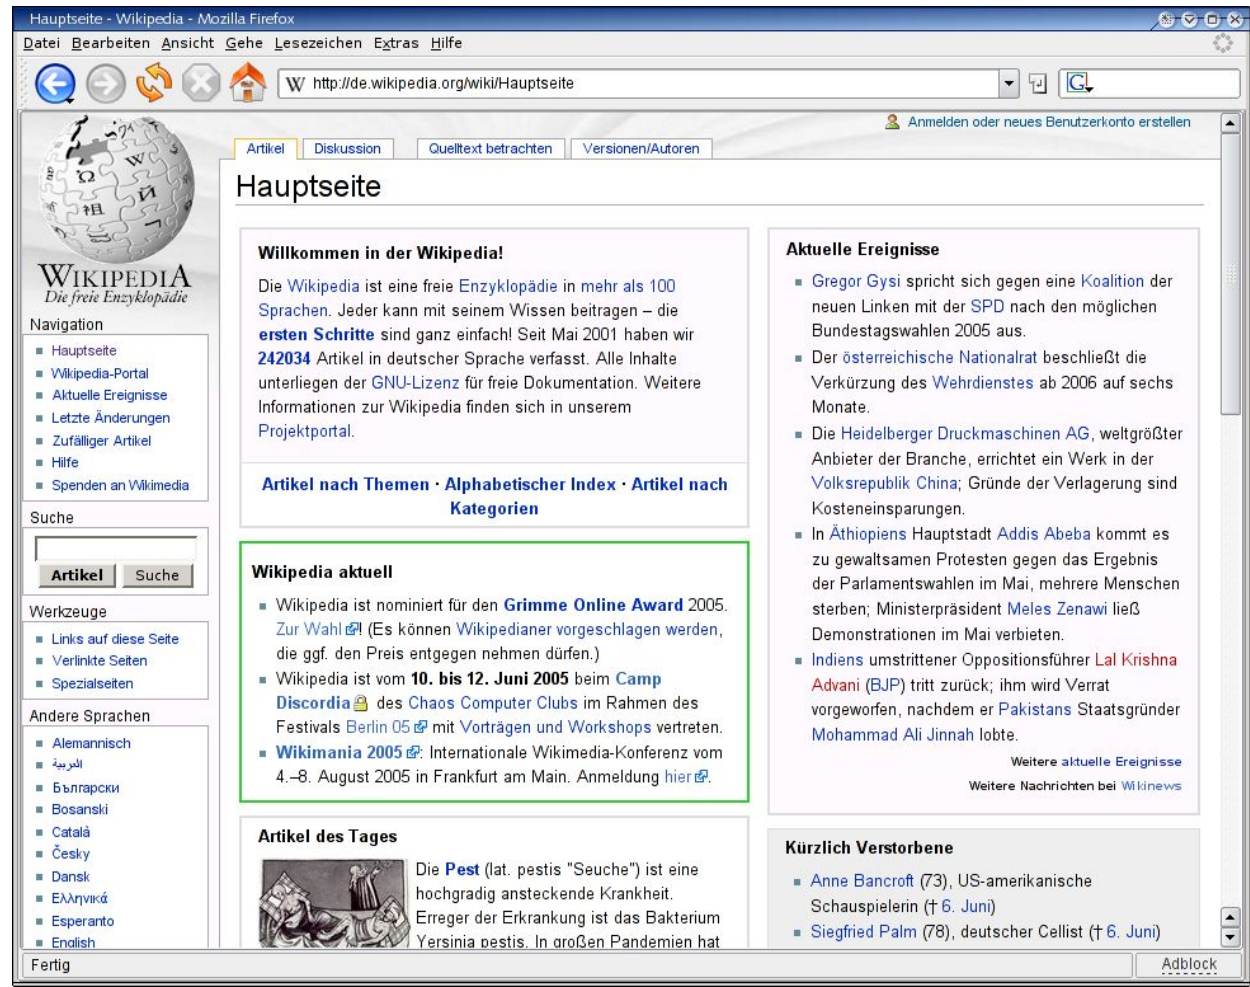 Hauptseite - Wikipedia - Mozilla Firefox
Datei Bearbeiten Ansicht Gehe Lesezeichen Extras Hilfe
W http://de.wikipedia.org/wiki/Hauptseite
G
Anmelden oder neues Benutzerkonto erstellen
Artikel Diskussion Quelltext betrachten Versionen/Autoren
Hauptseite
WIKIPEDIA
Die freie Enzyklopädie
Navigation
Hauptseite
Wikipedia-Portal
Aktuelle Ereignisse
Letzte Änderungen
Zufälliger Artikel
Hilfe
Spenden an Wikimedia
Suche
Artikel Suche
Werkzeuge
Links auf diese Seite
Verlinkte Seiten
Spezialseiten
Andere Sprachen
Alemannisch
العربية
Български
Bosanski
Català
Česky
Dansk
Ελληνικά
Esperanto
English
Willkommen in der Wikipedia!
Die Wikipedia ist eine freie Enzyklopädie in mehr als 100
Sprachen. Jeder kann mit seinem Wissen beitragen – die
ersten Schritte sind ganz einfach! Seit Mai 2001 haben wir
242034 Artikel in deutscher Sprache verfasst. Alle Inhalte
unterliegen der GNU-Lizenz für freie Dokumentation. Weitere
Informationen zur Wikipedia finden sich in unserem
Projektportal.
Artikel nach Themen · Alphabetischer Index · Artikel nach
Kategorien
Wikipedia aktuell
Wikipedia ist nominiert für den Grimme Online Award 2005.
Zur Wahl! (Es können Wikipedianer vorgeschlagen werden,
die ggf. den Preis entgegen nehmen dürfen.)
Wikipedia ist vom 10. bis 12. Juni 2005 beim Camp
Discordia des Chaos Computer Clubs im Rahmen des
Festivals Berlin 05 mit Vorträgen und Workshops vertreten.
Wikimania 2005: Internationale Wikimedia-Konferenz vom
4.–8. August 2005 in Frankfurt am Main. Anmeldung hier.
Artikel des Tages
Die Pest (lat. pestis "Seuche") ist eine
hochgradig ansteckende Krankheit.
Erreger der Erkrankung ist das Bakterium
Yersinia pestis. In großen Pandemien hat
Aktuelle Ereignisse
Gregor Gysi spricht sich gegen eine Koalition der
neuen Linken mit der SPD nach den möglichen
Bundestagswahlen 2005 aus.
Der österreichische Nationalrat beschließt die
Verkürzung des Wehrdienstes ab 2006 auf sechs
Monate.
Die Heidelberger Druckmaschinen AG, weltgrößter
Anbieter der Branche, errichtet ein Werk in der
Volksrepublik China; Gründe der Verlagerung sind
Kosteneinsparungen.
In Äthiopiens Hauptstadt Addis Abeba kommt es
zu gewaltsamen Protesten gegen das Ergebnis
der Parlamentswahlen im Mai, mehrere Menschen
sterben; Ministerpräsident Meles Zenawi ließ
Demonstrationen im Mai verbieten.
Indiens umstrittener Oppositionsführer Lal Krishna
Advani (BJP) tritt zurück; ihm wird Verrat
vorgeworfen, nachdem er Pakistans Staatsgründer
Mohammad Ali Jinnah lobte.
Weitere aktuelle Ereignisse
Weitere Nachrichten bei Wikinews
Kürzlich Verstorbene
Anne Bancroft (73), US-amerikanische
Schauspielerin († 6. Juni)
Siegfried Palm (78), deutscher Cellist († 6. Juni)
Fertig
Adblock